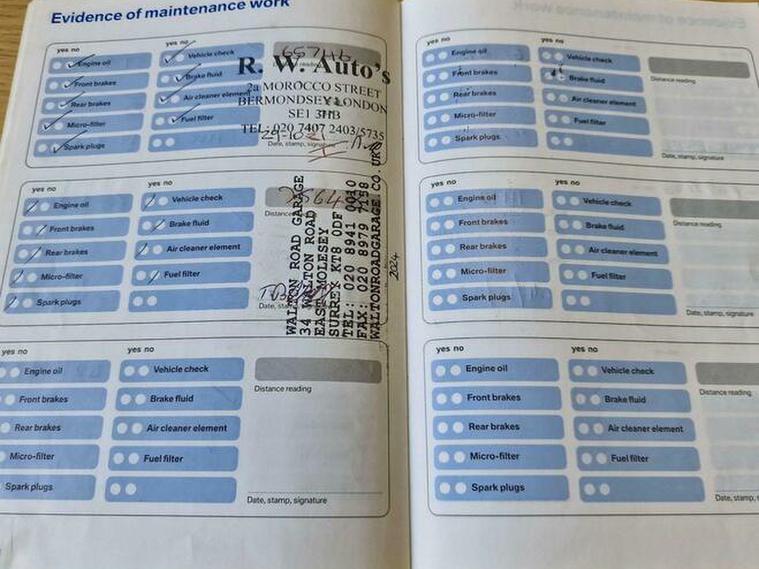 Evidence of maintenance work
yes no
yes no
Engine oil
Vehicle check
Front brakes
Brake fluid
Rear brakes
Air cleaner element
Micro-filter
Fuel filter
Spark plugs
R. W. Auto's
2a MOROCCO STREET
BERMONDSEY LONDON
SE1 3HB
TEL: 020 7407 2403/5735
Date, stamp, signature
yes no
yes no
Engine oil
Vehicle check
Front brakes
Brake fluid
Rear brakes
Air cleaner element
Micro-filter
Fuel filter
Spark plugs
WALTON ROAD GARAGE
34 WALTON ROAD
EAST MOLESEY
SURREY KT8 0DF
TEL: 020 8941 0010
FAX: 020 8979 7158
WALTONROADGARAGE.CO.UK
2024
yes no
yes no
Engine oil
Vehicle check
Front brakes
Brake fluid
Rear brakes
Air cleaner element
Micro-filter
Fuel filter
Spark plugs
Distance reading
Date, stamp, signature
yes no
yes no
Engine oil
Vehicle check
Front brakes
Brake fluid
Rear brakes
Air cleaner element
Micro-filter
Fuel filter
Spark plugs
Distance reading
Date, stamp, signature
yes no
yes no
Engine oil
Vehicle check
Front brakes
Brake fluid
Rear brakes
Air cleaner element
Micro-filter
Fuel filter
Spark plugs
Distance reading
Date, stamp, signature
yes no
yes no
Engine oil
Vehicle check
Front brakes
Brake fluid
Rear brakes
Air cleaner element
Micro-filter
Fuel filter
Spark plugs
Distance reading
Date, stamp,